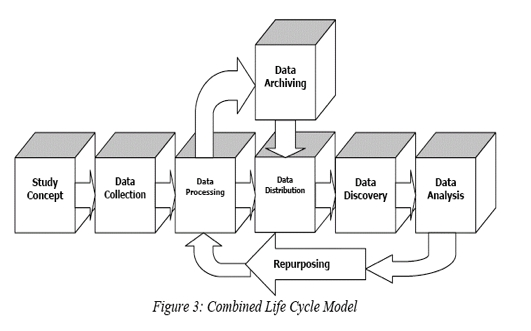 Data
Archiving
Study
Concept
Data
Collection
Data
Processing
Data
Distribution
Data
Discovery
Data
Analysis
Repurposing
Figure 3: Combined Life Cycle Model